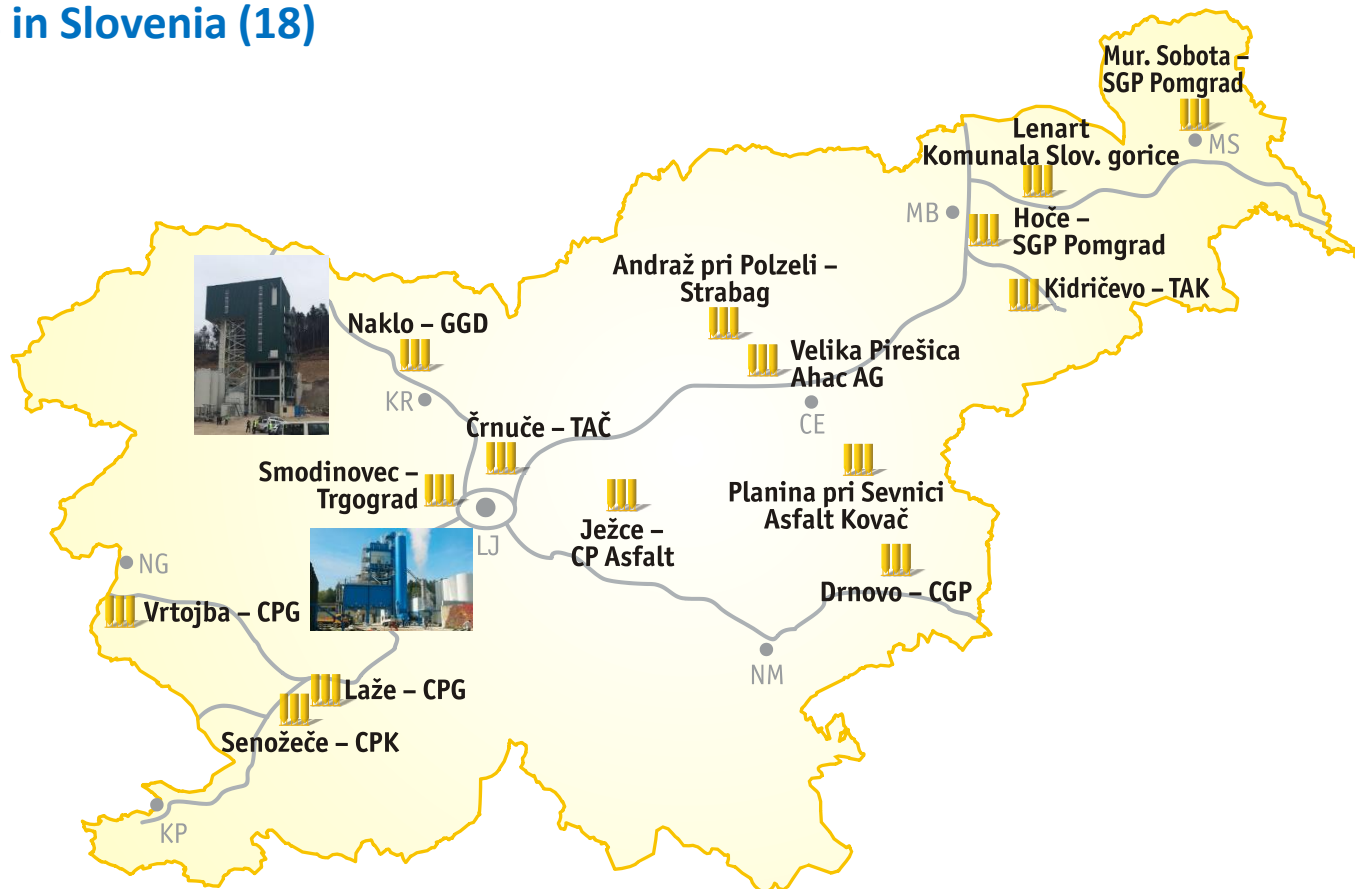 in Slovenia (18)
Mur. Sobota –
SGP Pomgrad
MS
Lenart
Komunala Slov. gorice
MB
Hoče –
SGP Pomgrad
Kidričevo – TAK
Andraž pri Polzeli –
Strabag
Naklo – GGD
Velika Pirešica
Ahac AG
KR
CE
Črnuče – TAČ
Smodinovec –
Trgograd
LJ
Ježce –
CP Asfalt
Planina pri Sevnici
Asfalt Kovač
NG
Drnovo – CGP
Vrtojba – CPG
NM
Laže – CPG
Senožeče – CPK
KP